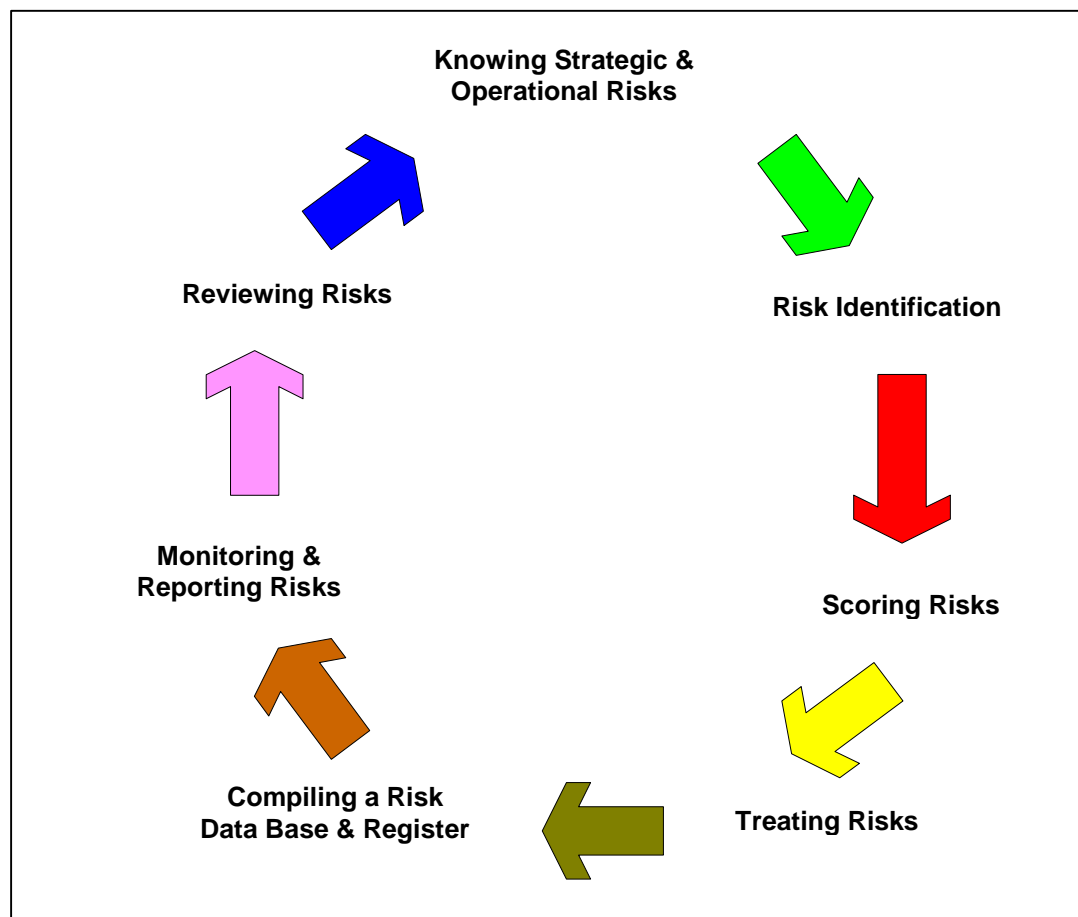 Knowing Strategic &
Operational Risks
Risk Identification
Scoring Risks
Treating Risks
Compiling a Risk
Data Base & Register
Monitoring &
Reporting Risks
Reviewing Risks